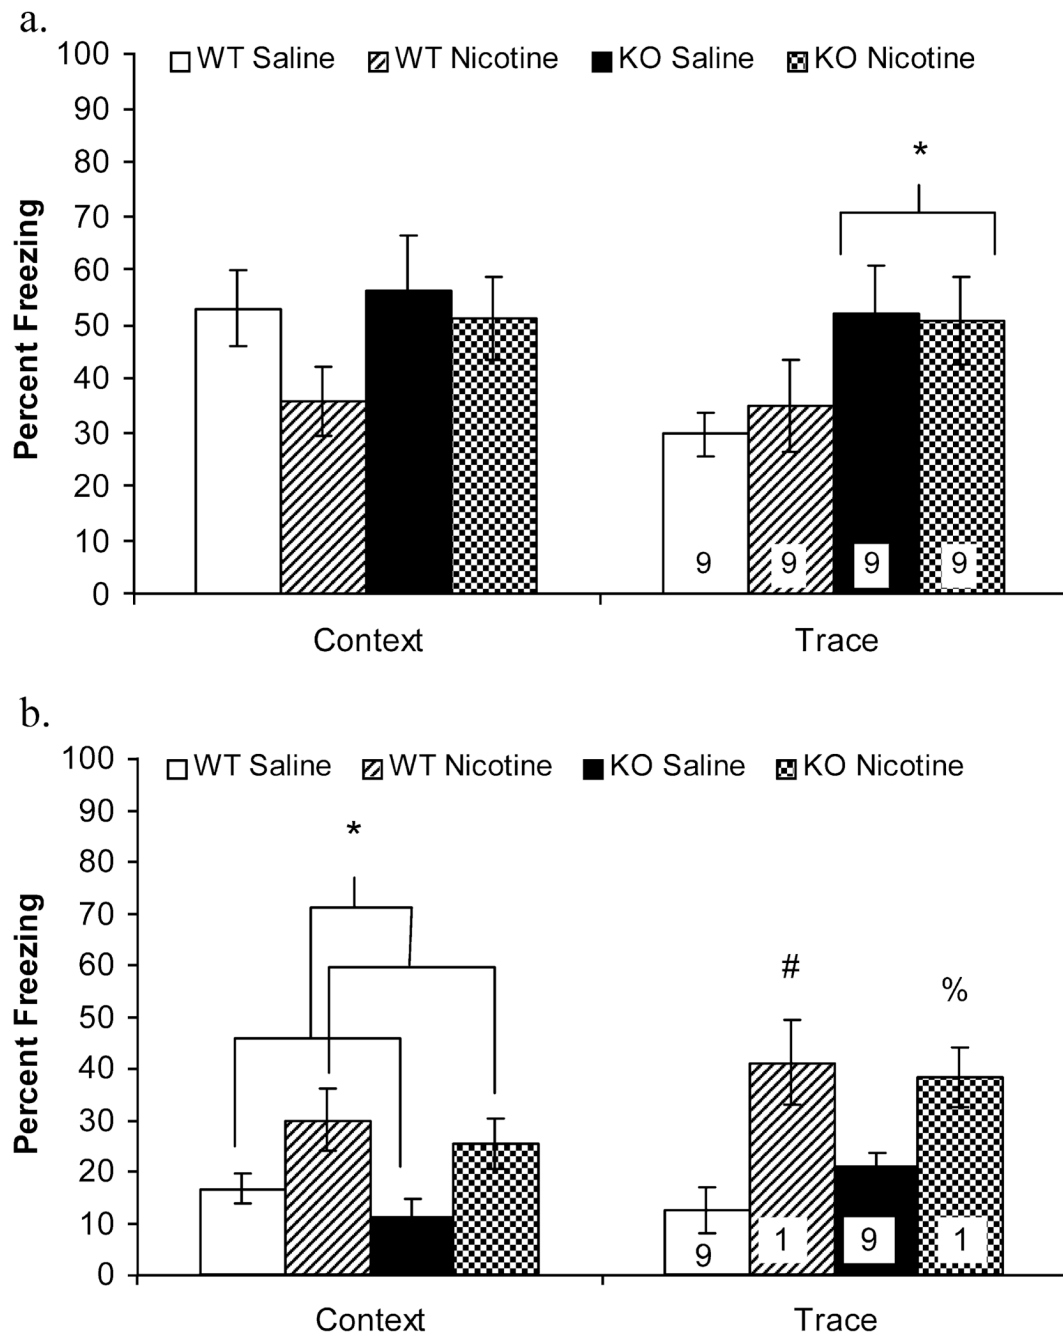 a.
100
WT Saline WT Nicotine KO Saline KO Nicotine
90
80
*
70
60
50
40
30
20
10
0
Percent Freezing
9 9 9 9
Context Trace
b.
100
WT Saline WT Nicotine KO Saline KO Nicotine
90
*
80
70
60
# %
50
40
30
20
10
0
Percent Freezing
9 1 9 1
Context Trace